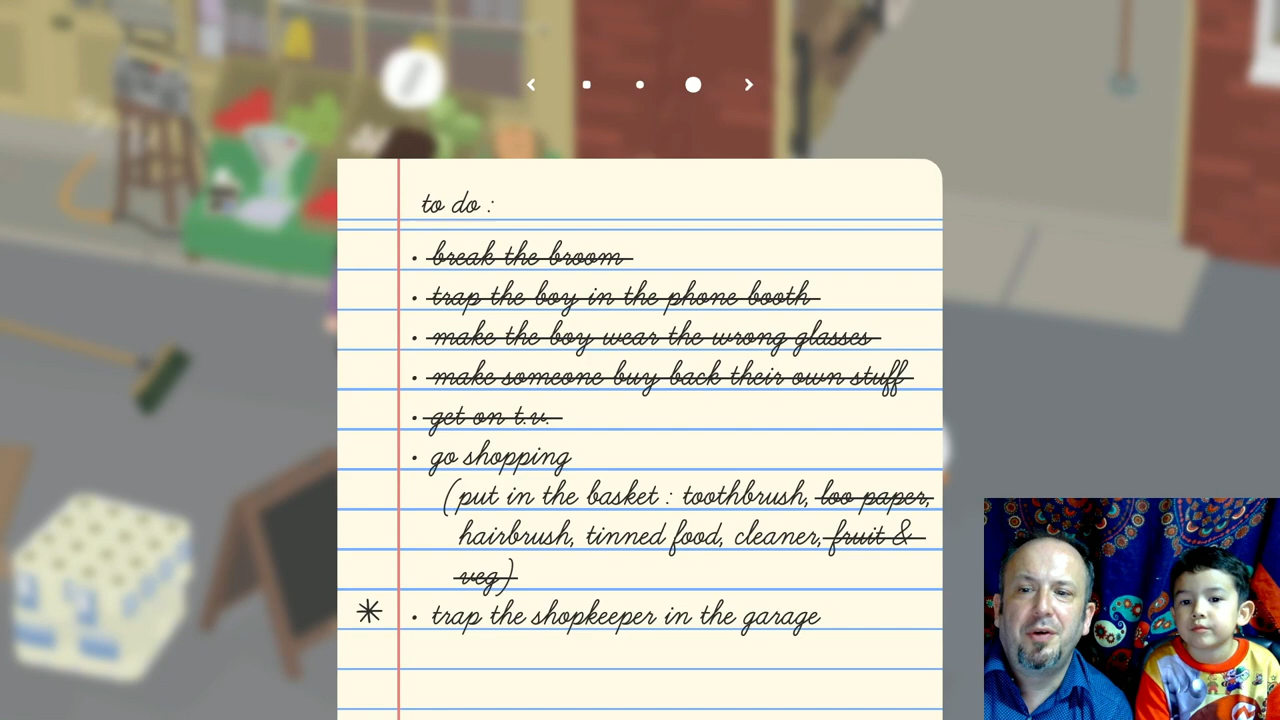 to do :
• break the broom
• trap the boy in the phone booth
• make the boy wear the wrong glasses
• make someone buy back their own stuff
• get on t.v.
• go shopping
(put in the basket : toothbrush, loo paper,
hairbrush, tinned food, cleaner, fruit &
veg)
* • trap the shopkeeper in the garage